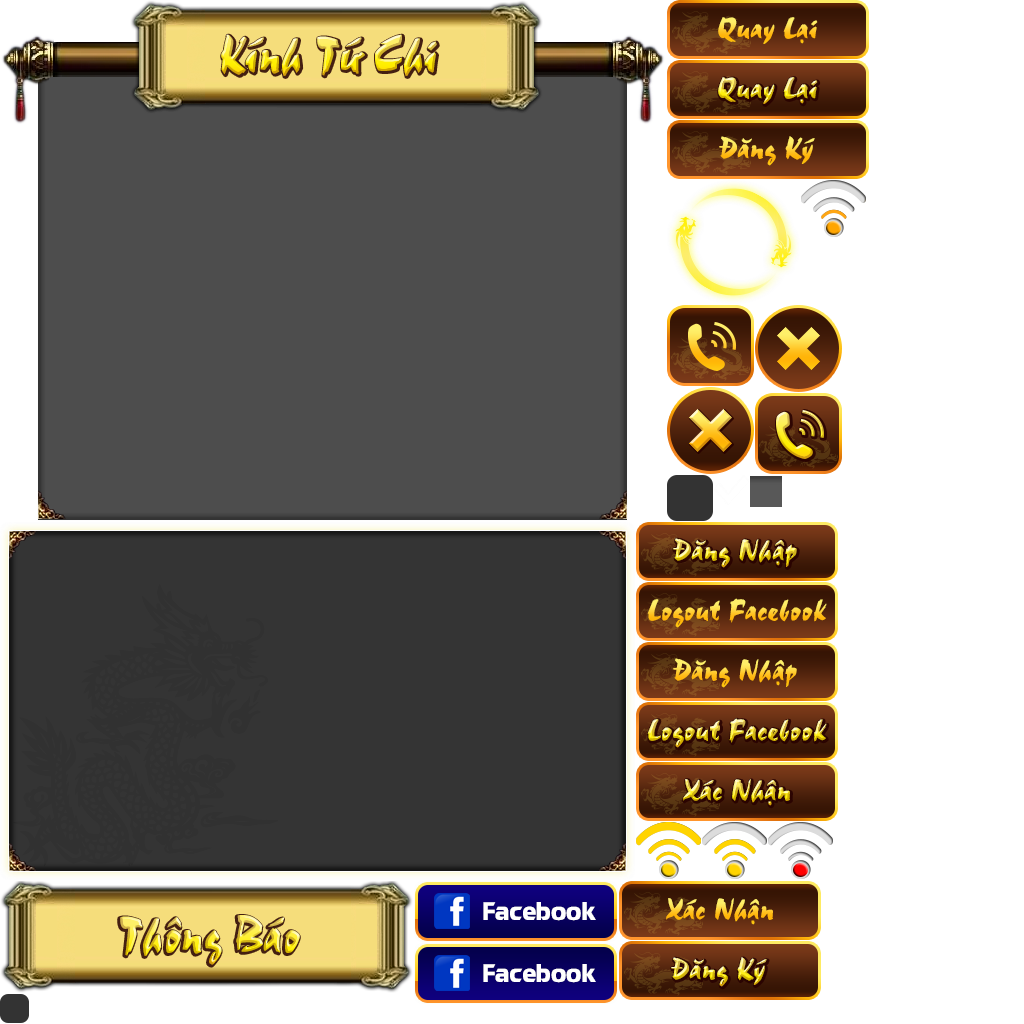 Kính Tứ Chi
Quay Lại
Quay Lại
Đăng Ký
Đăng Nhập
Logout Facebook
Đăng Nhập
Logout Facebook
Xác Nhận
Thông Báo
f Facebook
Xác Nhận
f Facebook
Đăng Ký